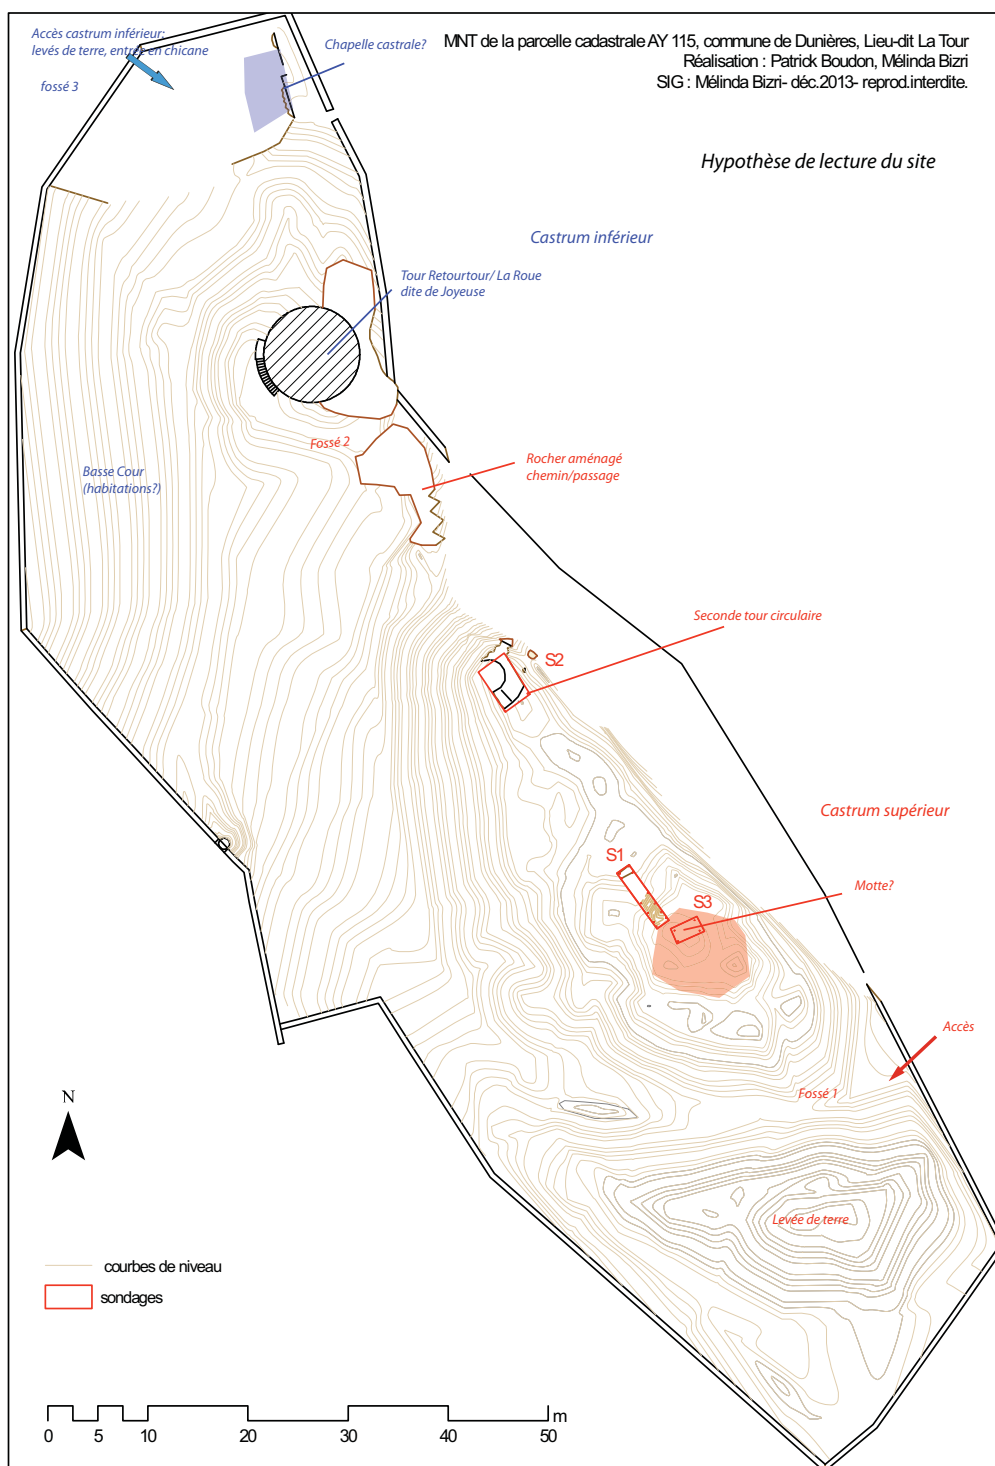 MNT de la parcelle cadastrale AY 115, commune de Dunières, Lieu-dit La Tour
Réalisation : Patrick Boudon, Mélinda Bizri
SIG : Mélinda Bizri- déc.2013- reprod.interdite.
Hypothèse de lecture du site
Accès castrum inférieur:
levés de terre, entrée en chicane
fossé 3
Chapelle castrale?
Castrum inférieur
Tour Retourtour/ La Roue
dite de Joyeuse
Fossé 2
Basse Cour
(habitations?)
Rocher aménagé
chemin/passage
Seconde tour circulaire
S2
Castrum supérieur
S1
Motte?
S3
Accès
Fossé 1
Levée de terre
N
courbes de niveau
sondages
0 5 10 20 30 40 50 m